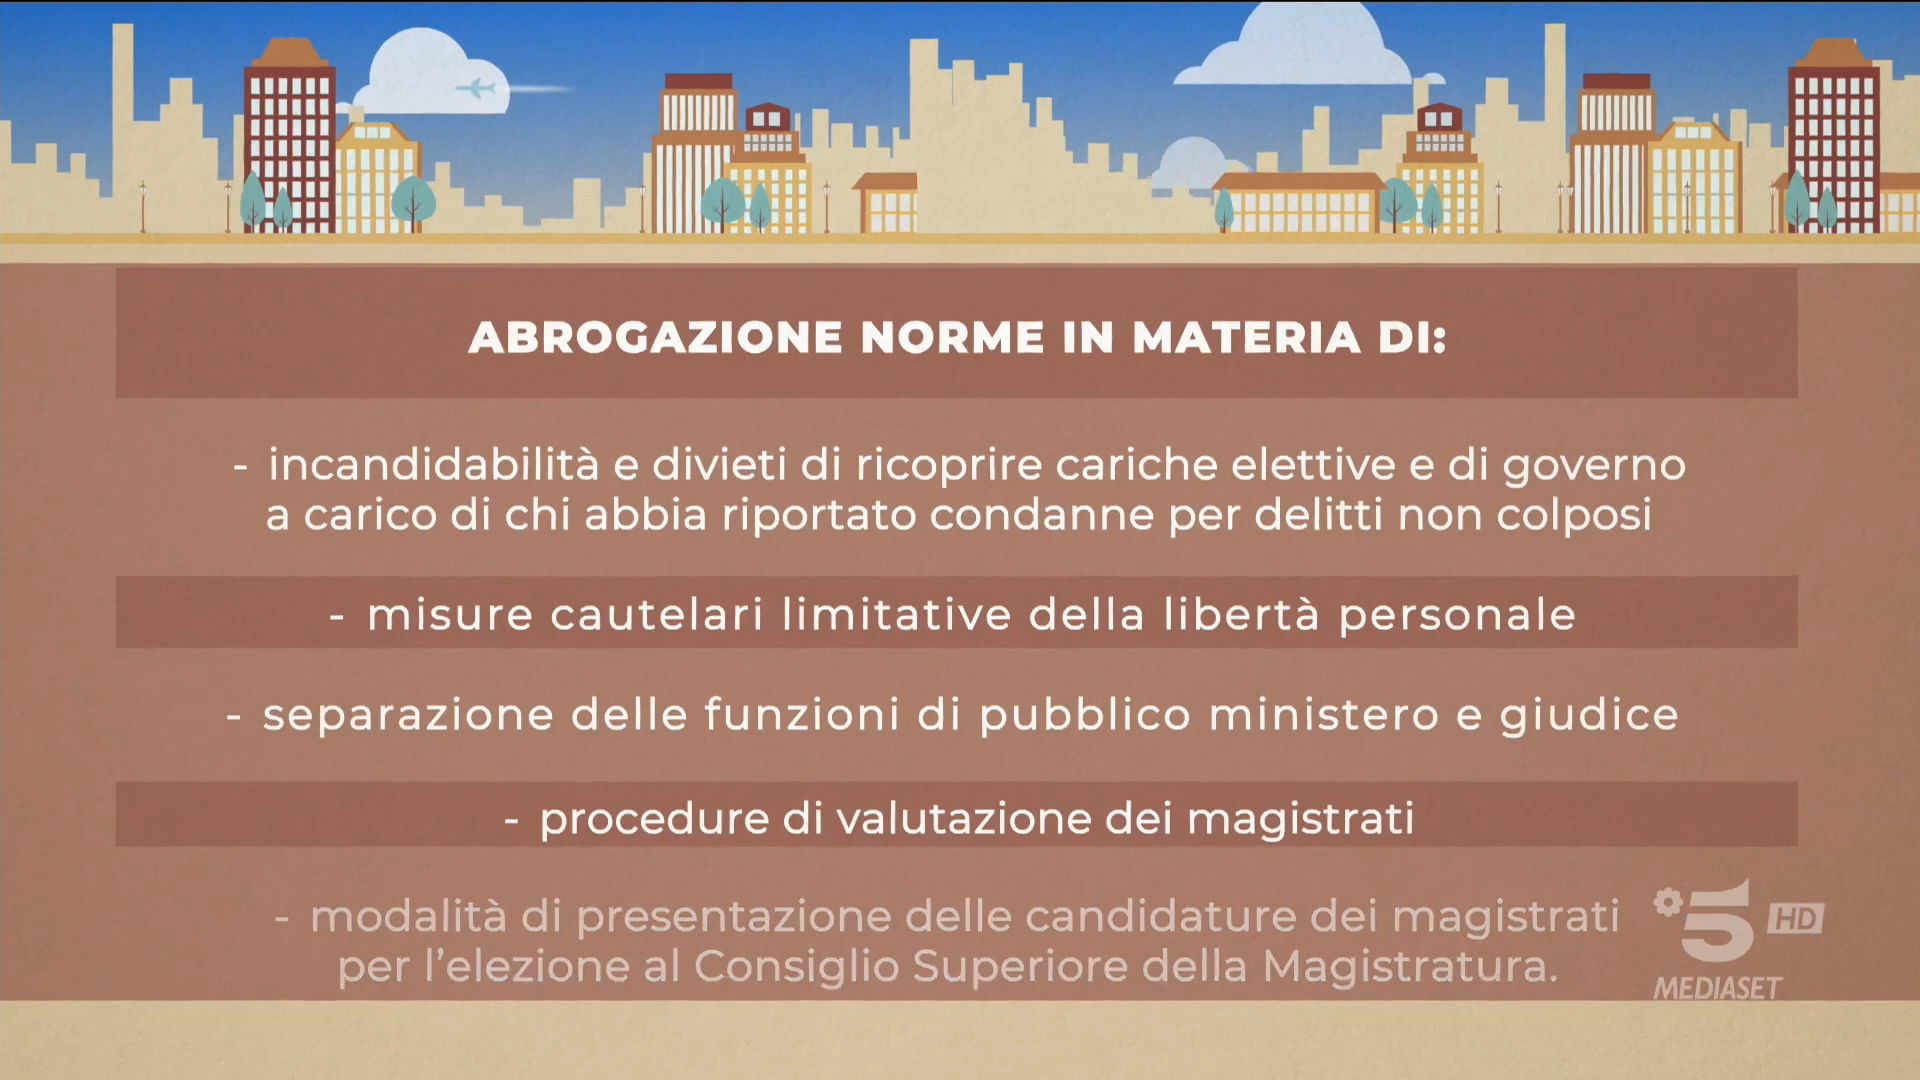 ABROGAZIONE NORME IN MATERIA DI:
- incandidabilità e divieti di ricoprire cariche elettive e di governo
a carico di chi abbia riportato condanne per delitti non colposi
- misure cautelari limitative della libertà personale
- separazione delle funzioni di pubblico ministero e giudice
- procedure di valutazione dei magistrati
- modalità di presentazione delle candidature dei magistrati
per l’elezione al Consiglio Superiore della Magistratura.
5 HD
MEDIASET